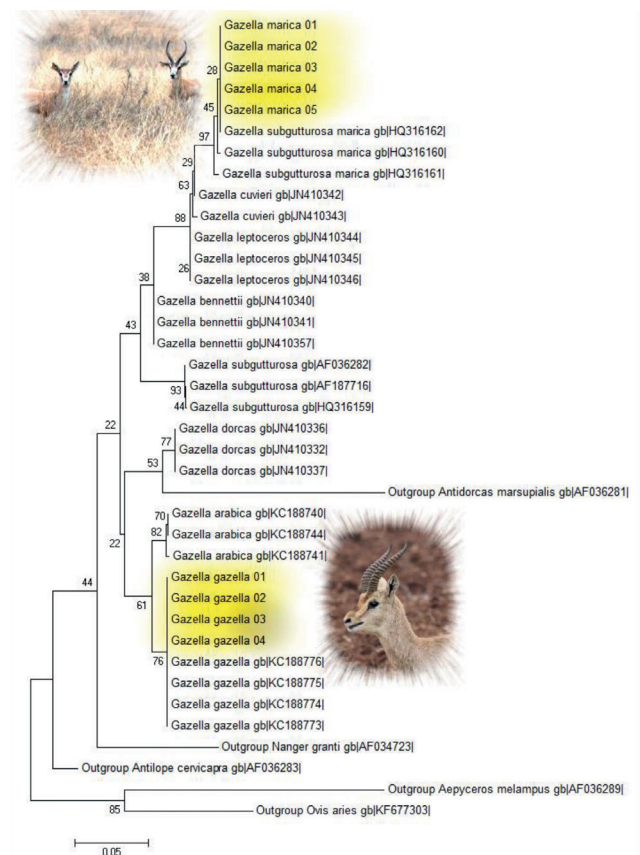 Gazella marica 01
Gazella marica 02
28
Gazella marica 03
Gazella marica 04
45
Gazella marica 05
Gazella subgutturosa marica gb|HQ316162|
97
Gazella subgutturosa marica gb|HQ316160|
29
Gazella subgutturosa marica gb|HQ316161|
63
Gazella cuvieri gb|JN410342|
88
Gazella cuvieri gb|JN410343|
Gazella leptoceros gb|JN410344|
Gazella leptoceros gb|JN410345|
26
Gazella leptoceros gb|JN410346|
38
Gazella bennettii gb|JN410340|
Gazella bennettii gb|JN410341|
43
Gazella bennettii gb|JN410357|
Gazella subgutturosa gb|AF036282|
93
Gazella subgutturosa gb|AF187716|
44
Gazella subgutturosa gb|HQ316159|
22
Gazella dorcas gb|JN410336|
77
Gazella dorcas gb|JN410332|
53
Gazella dorcas gb|JN410337|
Outgroup Antidorcas marsupialis gb|AF036281|
70
Gazella arabica gb|KC188740|
82
Gazella arabica gb|KC188744|
22
Gazella arabica gb|KC188741|
44
Gazella gazella 01
61
Gazella gazella 02
Gazella gazella 03
Gazella gazella 04
76
Gazella gazella gb|KC188776|
Gazella gazella gb|KC188775|
Gazella gazella gb|KC188774|
Gazella gazella gb|KC188773|
Outgroup Nanger granti gb|AF034723|
Outgroup Antilope cervicapra gb|AF036283|
Outgroup Aepyceros melampus gb|AF036289|
85
Outgroup Ovis aries gb|KF677303|
0.05